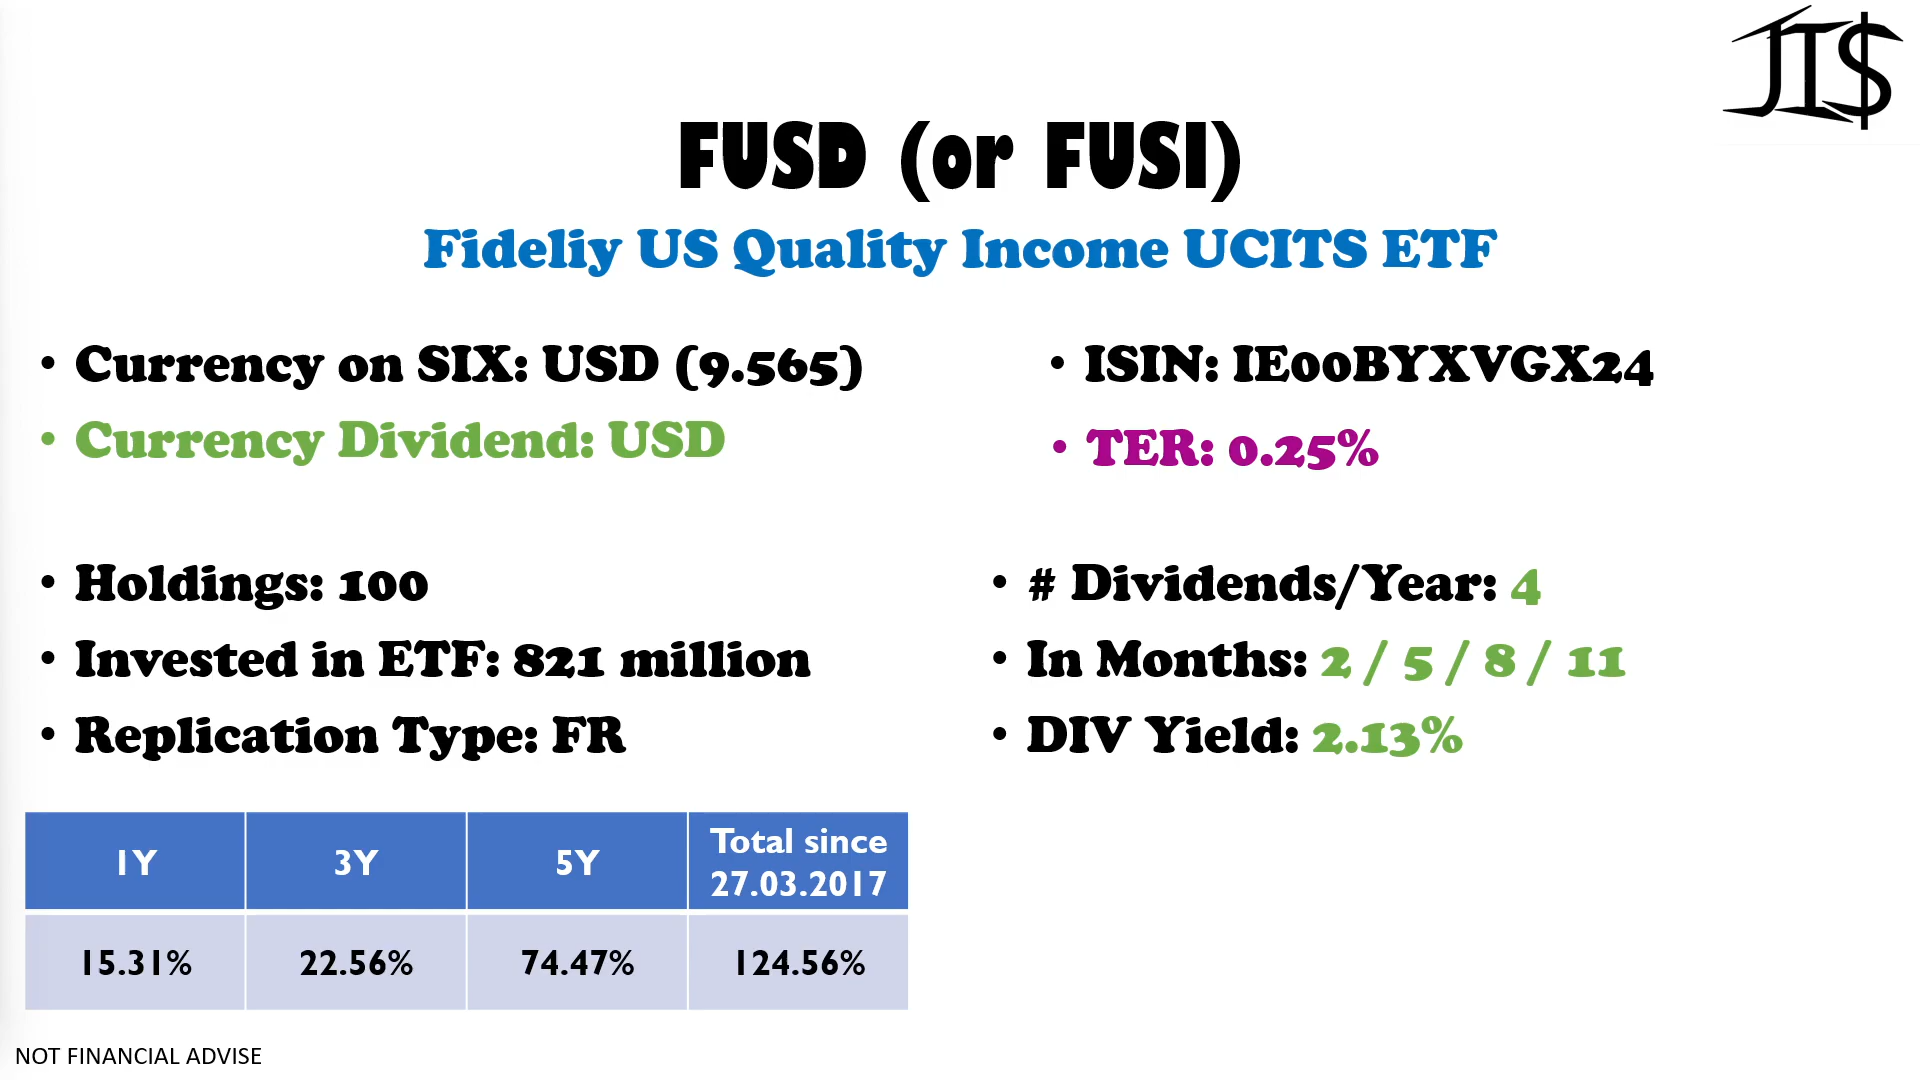 JI$
FUSD (or FUSI)
Fideliy US Quality Income UCITS ETF
• Currency on SIX: USD (9.565)
• Currency Dividend: USD
• ISIN: IE00BYXVGX24
• TER: 0.25%
• Holdings: 100
• Invested in ETF: 821 million
• Replication Type: FR
• # Dividends/Year: 4
• In Months: 2 / 5 / 8 / 11
• DIV Yield: 2.13%
1Y 3Y 5Y Total since
27.03.2017
15.31% 22.56% 74.47% 124.56%
NOT FINANCIAL ADVISE